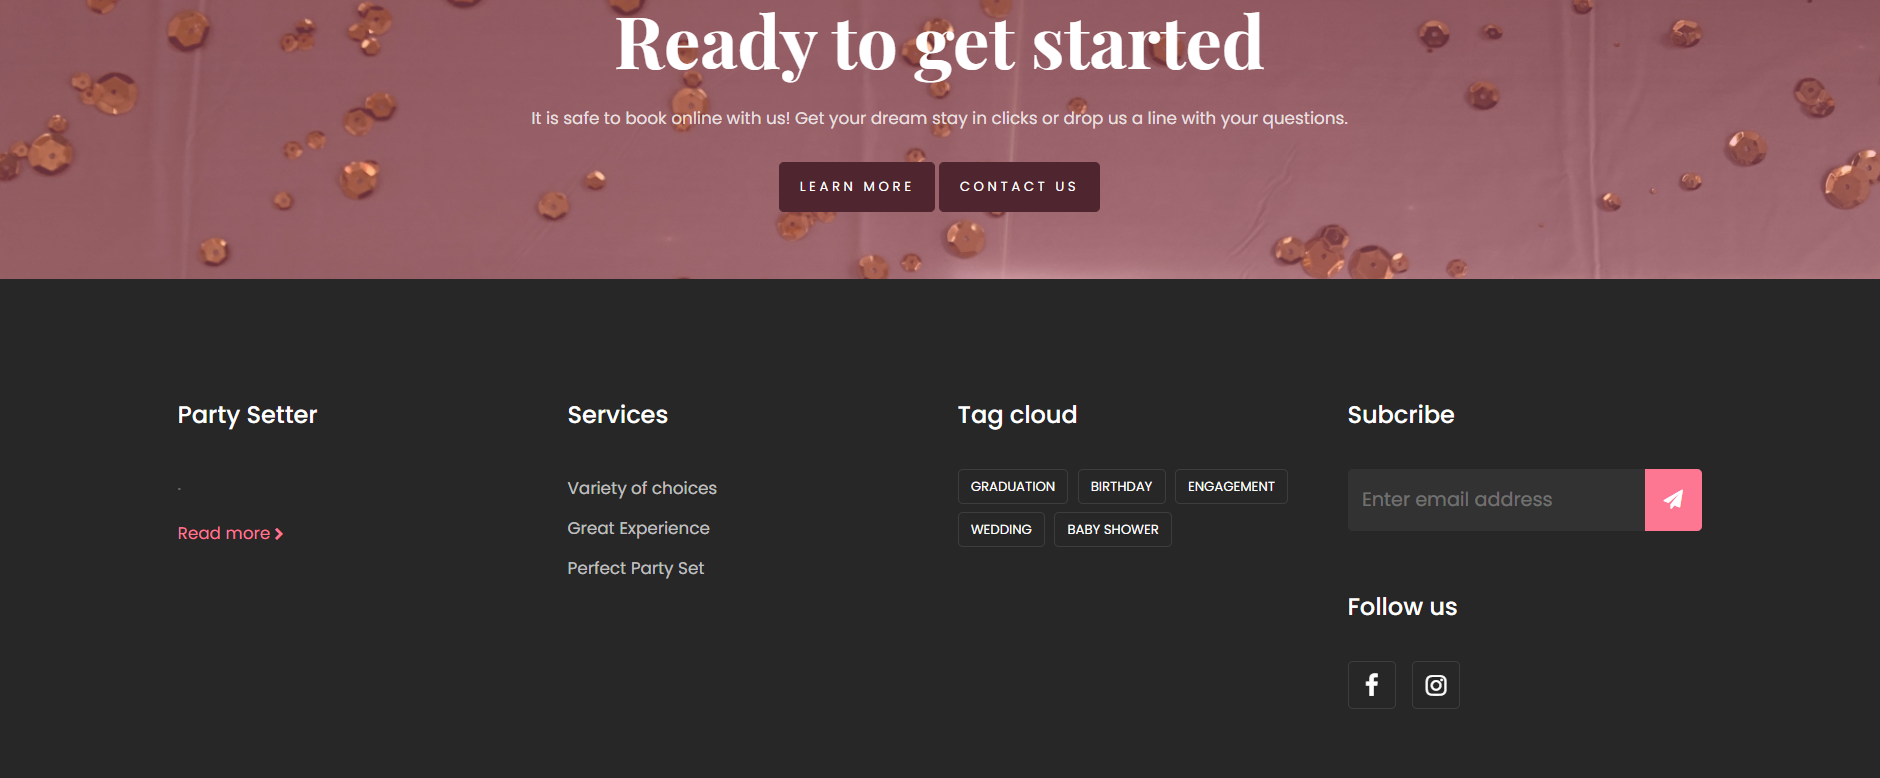 Ready to get started
It is safe to book online with us! Get your dream stay in clicks or drop us a line with your questions.
LEARN MORE
CONTACT US
Party Setter
.
Read more
Services
Variety of choices
Great Experience
Perfect Party Set
Tag cloud
GRADUATION
BIRTHDAY
ENGAGEMENT
WEDDING
BABY SHOWER
Subcribe
Enter email address
Follow us